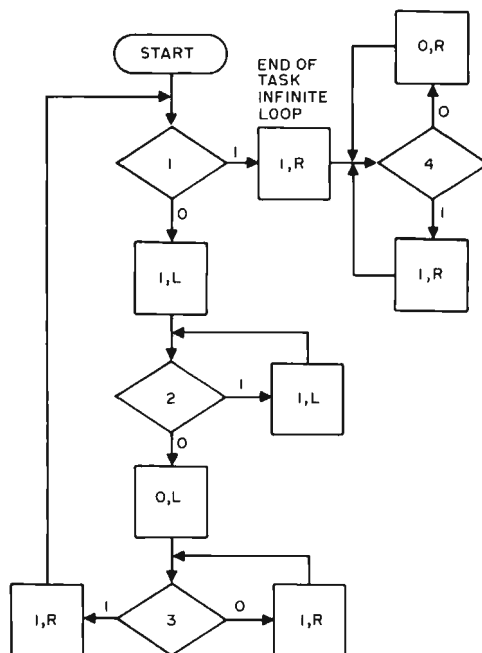 START
END OF
TASK
INFINITE
LOOP
0,R
0
1
1
1,R
4
0
1
1,L
1,R
2
1
1,L
0
0,L
1,R
1
3
0
1,R